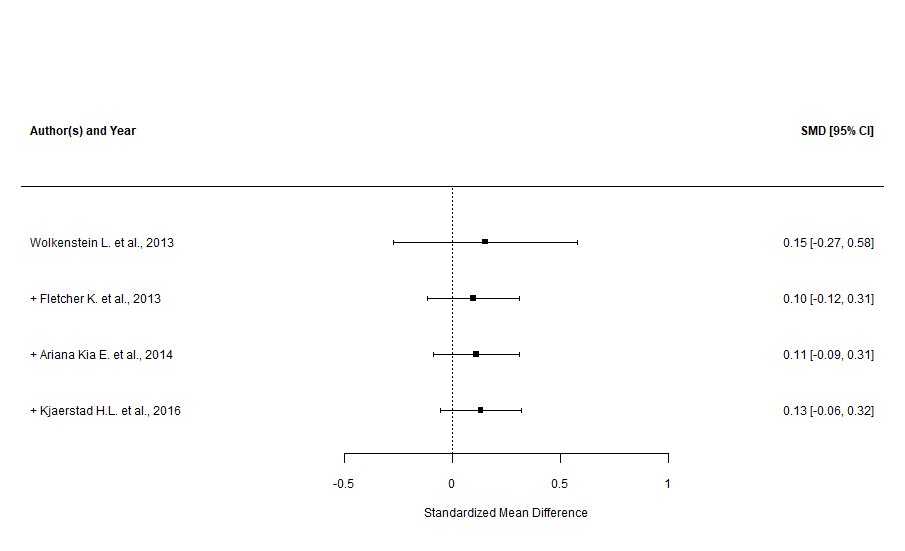 Author(s) and Year SMD [95% CI]
Wolkenstein L. et al., 2013 0.15 [-0.27, 0.58]
+ Fletcher K. et al., 2013 0.10 [-0.12, 0.31]
+ Ariana Kia E. et al., 2014 0.11 [-0.09, 0.31]
+ Kjaerstad H.L. et al., 2016 0.13 [-0.06, 0.32]
-0.5 0 0.5 1
Standardized Mean Difference